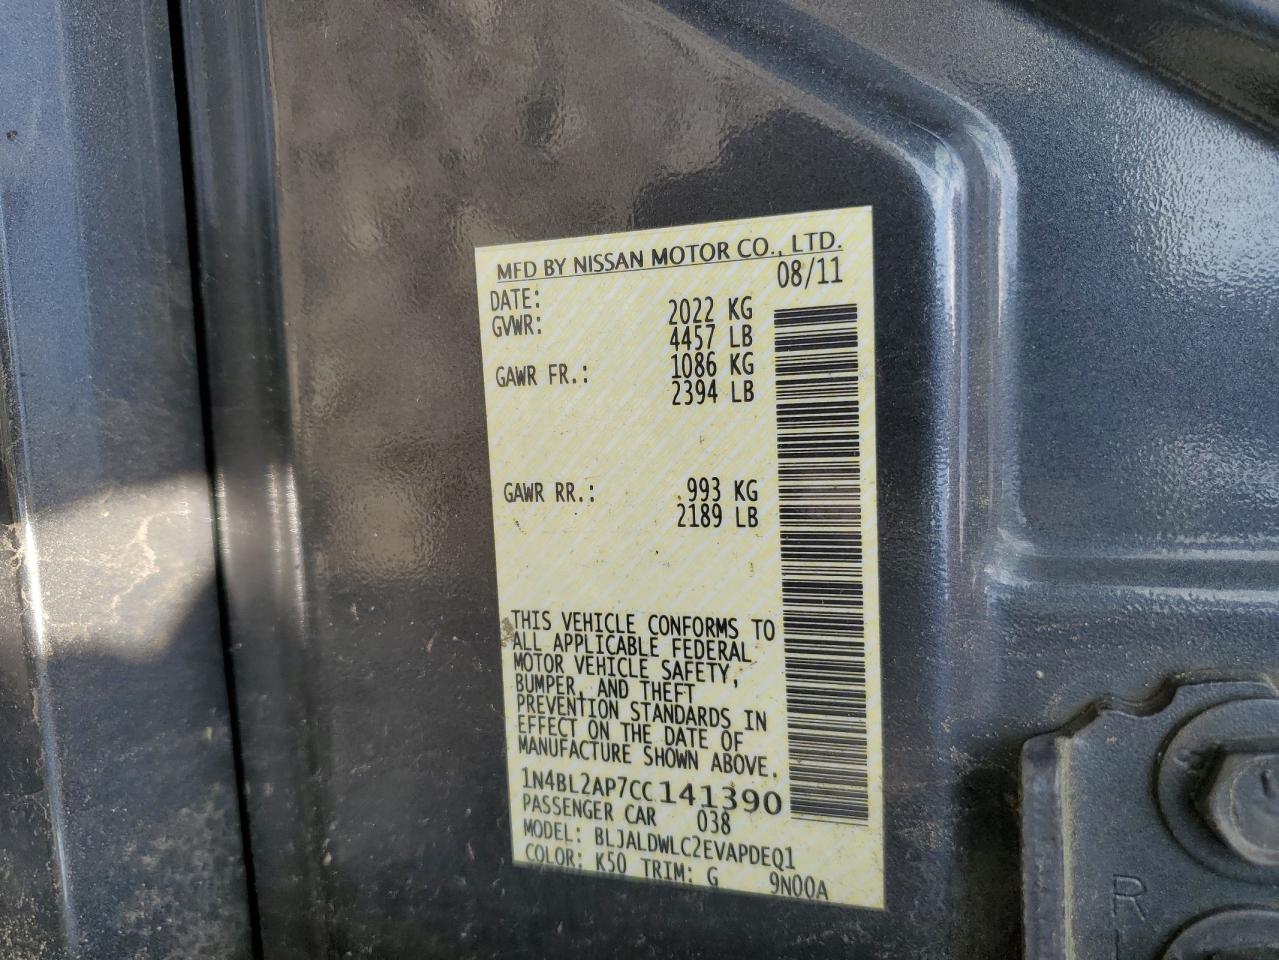 MFD BY NISSAN MOTOR CO., LTD.
DATE: 08/11
GVWR: 2022 KG
4457 LB
GAWR FR.: 1086 KG
2394 LB
GAWR RR.: 993 KG
2189 LB
THIS VEHICLE CONFORMS TO
ALL APPLICABLE FEDERAL
MOTOR VEHICLE SAFETY,
BUMPER, AND THEFT
PREVENTION STANDARDS IN
EFFECT ON THE DATE OF
MANUFACTURE SHOWN ABOVE.
1N4BL2AP7CC141390
PASSENGER CAR 038
MODEL: BLJALDWLC2EVAPDEQ1
COLOR: K50 TRIM: G 9N00A
R